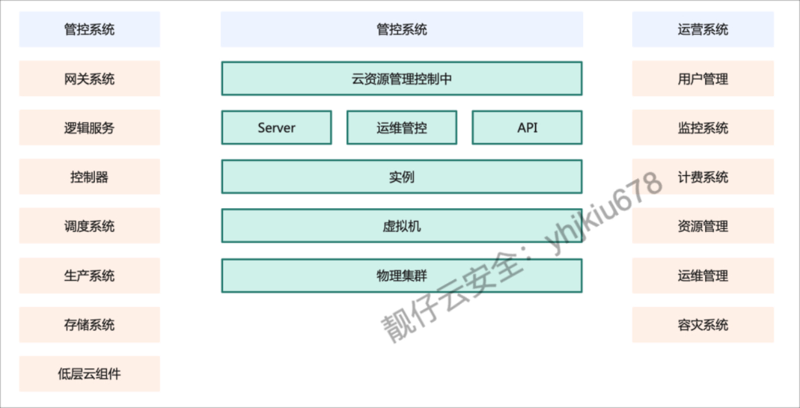 管控系统
管控系统
运营系统
网关系统
云资源管理控制中
用户管理
逻辑服务
Server
运维管控
API
监控系统
控制器
实例
计费系统
调度系统
虚拟机
资源管理
生产系统
物理集群
运维管理
存储系统
容灾系统
低层云组件
靓仔云安全：yhjkiu678